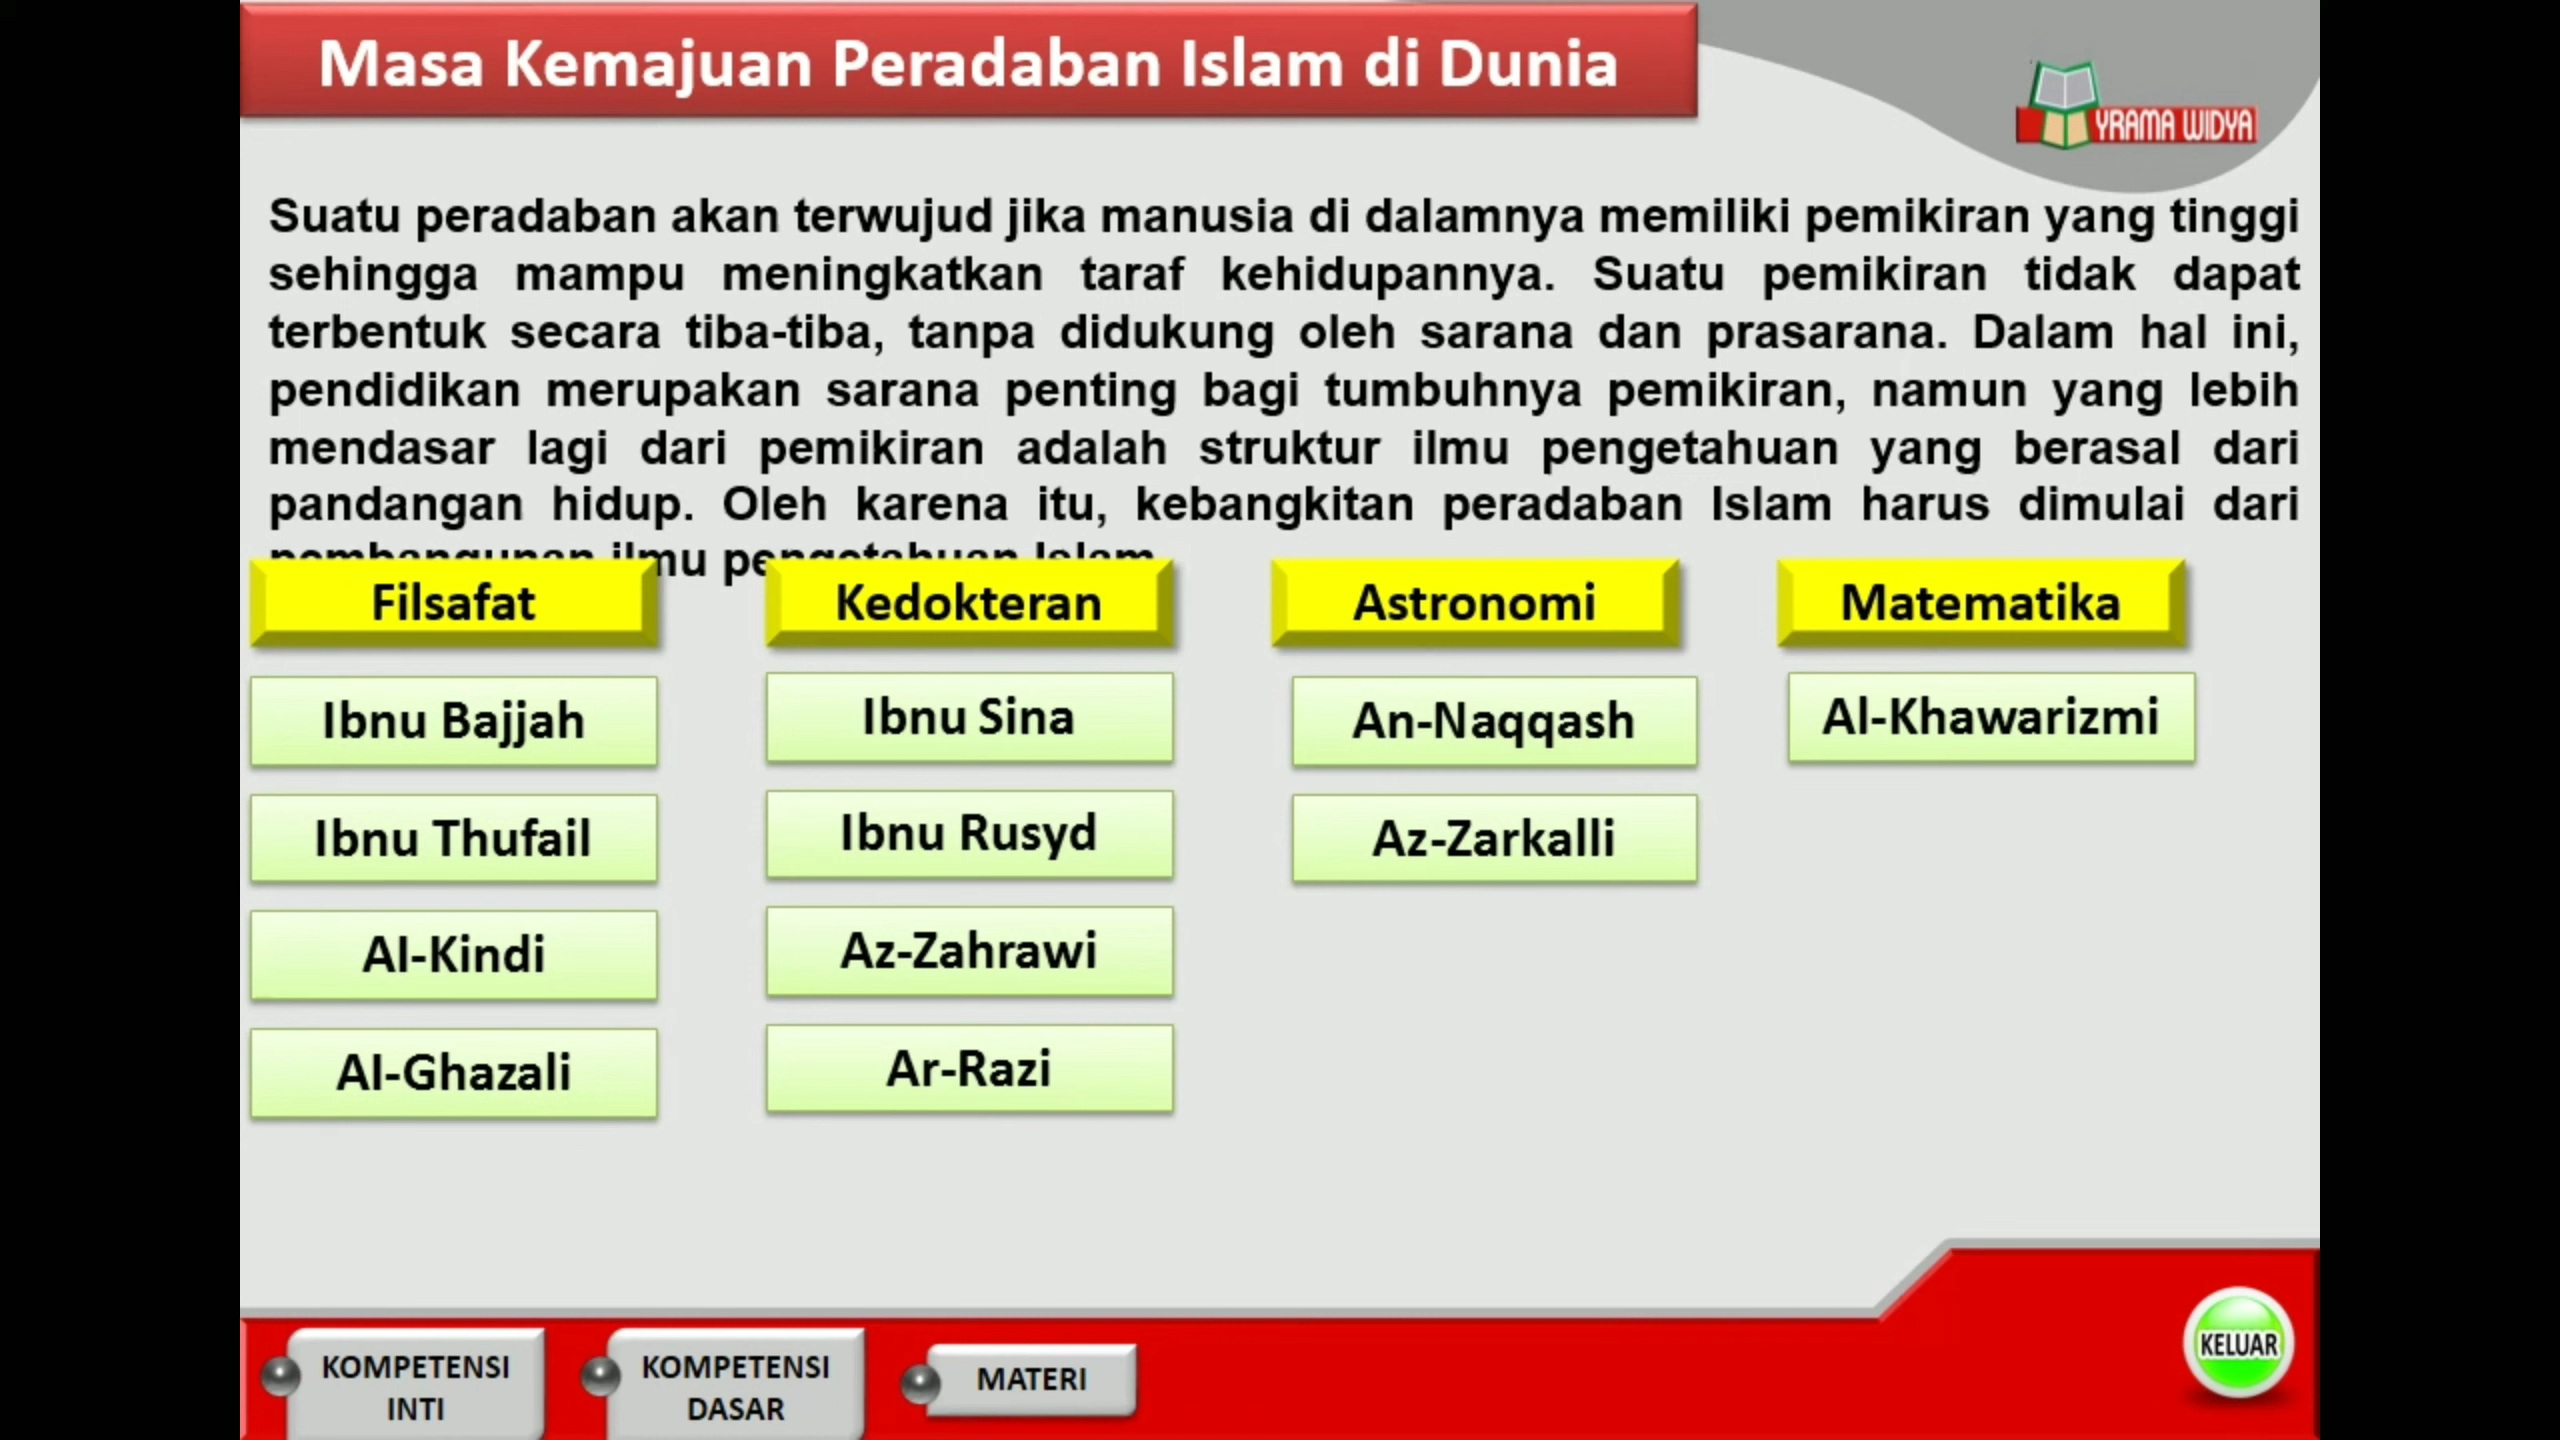 Masa Kemajuan Peradaban Islam di Dunia
YRAMA WIDYA
Suatu peradaban akan terwujud jika manusia di dalamnya memiliki pemikiran yang tinggi
sehingga mampu meningkatkan taraf kehidupannya. Suatu pemikiran tidak dapat
terbentuk secara tiba-tiba, tanpa didukung oleh sarana dan prasarana. Dalam hal ini,
pendidikan merupakan sarana penting bagi tumbuhnya pemikiran, namun yang lebih
mendasar lagi dari pemikiran adalah struktur ilmu pengetahuan yang berasal dari
pandangan hidup. Oleh karena itu, kebangkitan peradaban Islam harus dimulai dari
pembangunan ilmu pengetahuan Islam.
Filsafat
Ibnu Bajjah
Ibnu Thufail
Al-Kindi
Al-Ghazali
Kedokteran
Ibnu Sina
Ibnu Rusyd
Az-Zahrawi
Ar-Razi
Astronomi
An-Naqqash
Az-Zarkalli
Matematika
Al-Khawarizmi
KOMPETENSI
INTI
KOMPETENSI
DASAR
MATERI
KELUAR